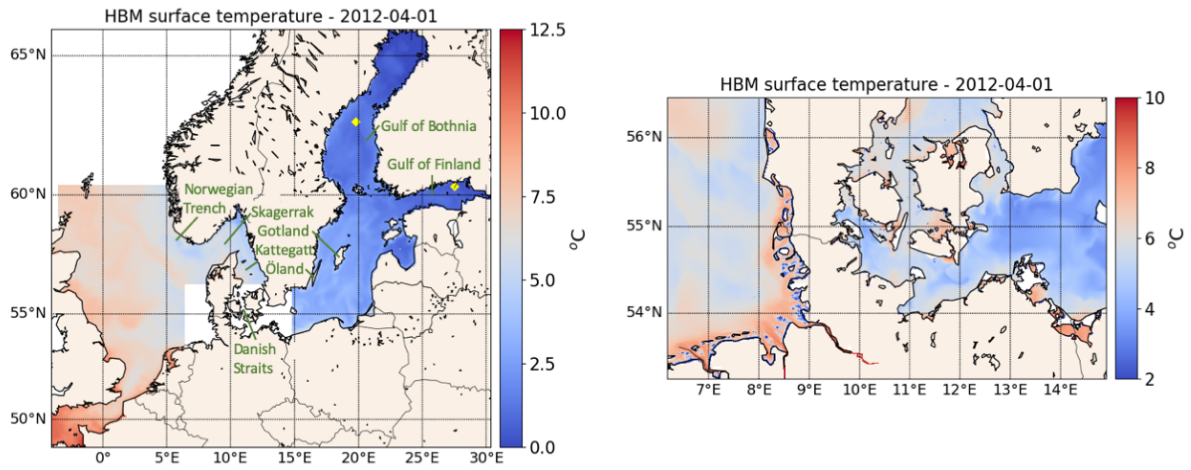 HBM surface temperature - 2012-04-01
65°N
60°N
55°N
50°N
0°
5°E
10°E
15°E
20°E
25°E
30°E
Gulf of Bothnia
Gulf of Finland
Norwegian
Trench
Skagerrak
Gotland
Kattegatt
Öland
Danish
Straits
12.5
10.0
7.5
5.0
2.5
0.0
°C
HBM surface temperature - 2012-04-01
56°N
55°N
54°N
7°E
8°E
9°E
10°E
11°E
12°E
13°E
14°E
10
8
6
4
2
°C